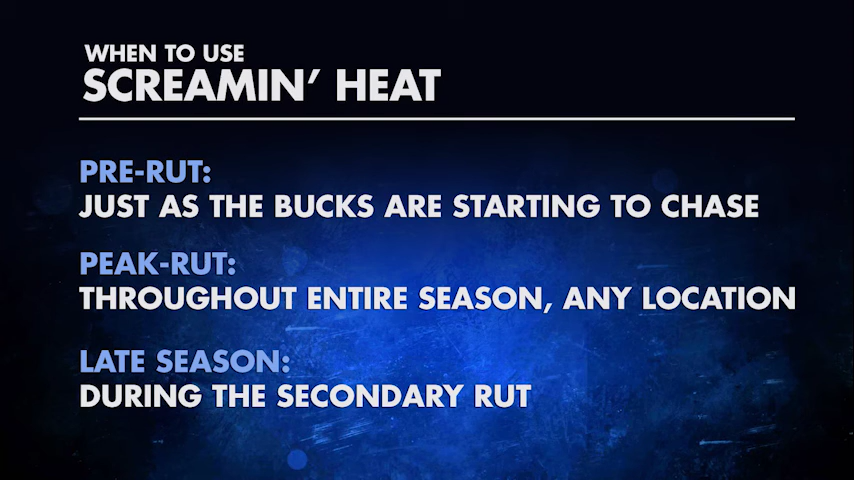 WHEN TO USE
SCREAMIN' HEAT
PRE-RUT:
JUST AS THE BUCKS ARE STARTING TO CHASE
PEAK-RUT:
THROUGHOUT ENTIRE SEASON, ANY LOCATION
LATE SEASON:
DURING THE SECONDARY RUT